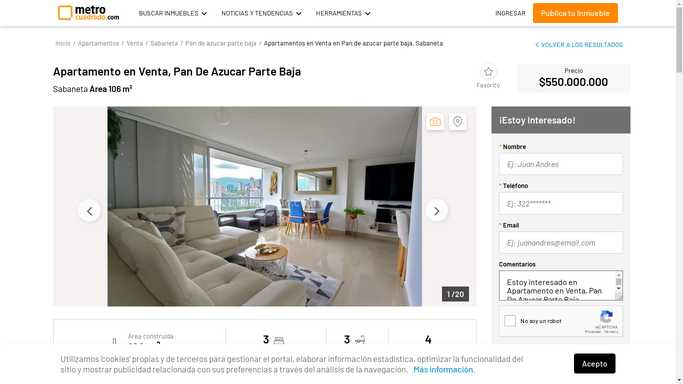 metro
cuadrado.com
BUSCAR INMUEBLES
NOTICIAS Y TENDENCIAS
HERRAMIENTAS
INGRESAR
Publica tu Inmueble
Inicio / Apartamentos / Venta / Sabaneta / Pan de azucar parte baja / Apartamentos en Venta en Pan de azucar parte baja, Sabaneta
VOLVER A LOS RESULTADOS
Apartamento en Venta, Pan De Azucar Parte Baja
Sabaneta Área 106 m²
Favorito
Precio
$550.000.000
1 / 20
¡Estoy Interesado!
* Nombre
Ej: Juan Andres
* Teléfono
Ej: 322*******
* Email
Ej: juanandres@email.com
Comentarios
Estoy interesado en
Apartamento en Venta, Pan
De Azucar Parte Baja
No soy un robot
reCAPTCHA
Privacidad - Términos
Área construida
3
3
4
Utilizamos 'cookies' propias y de terceros para gestionar el portal, elaborar información estadística, optimizar la funcionalidad del
sitio y mostrar publicidad relacionada con sus preferencias a través del análisis de la navegación. Más información.
Acepto